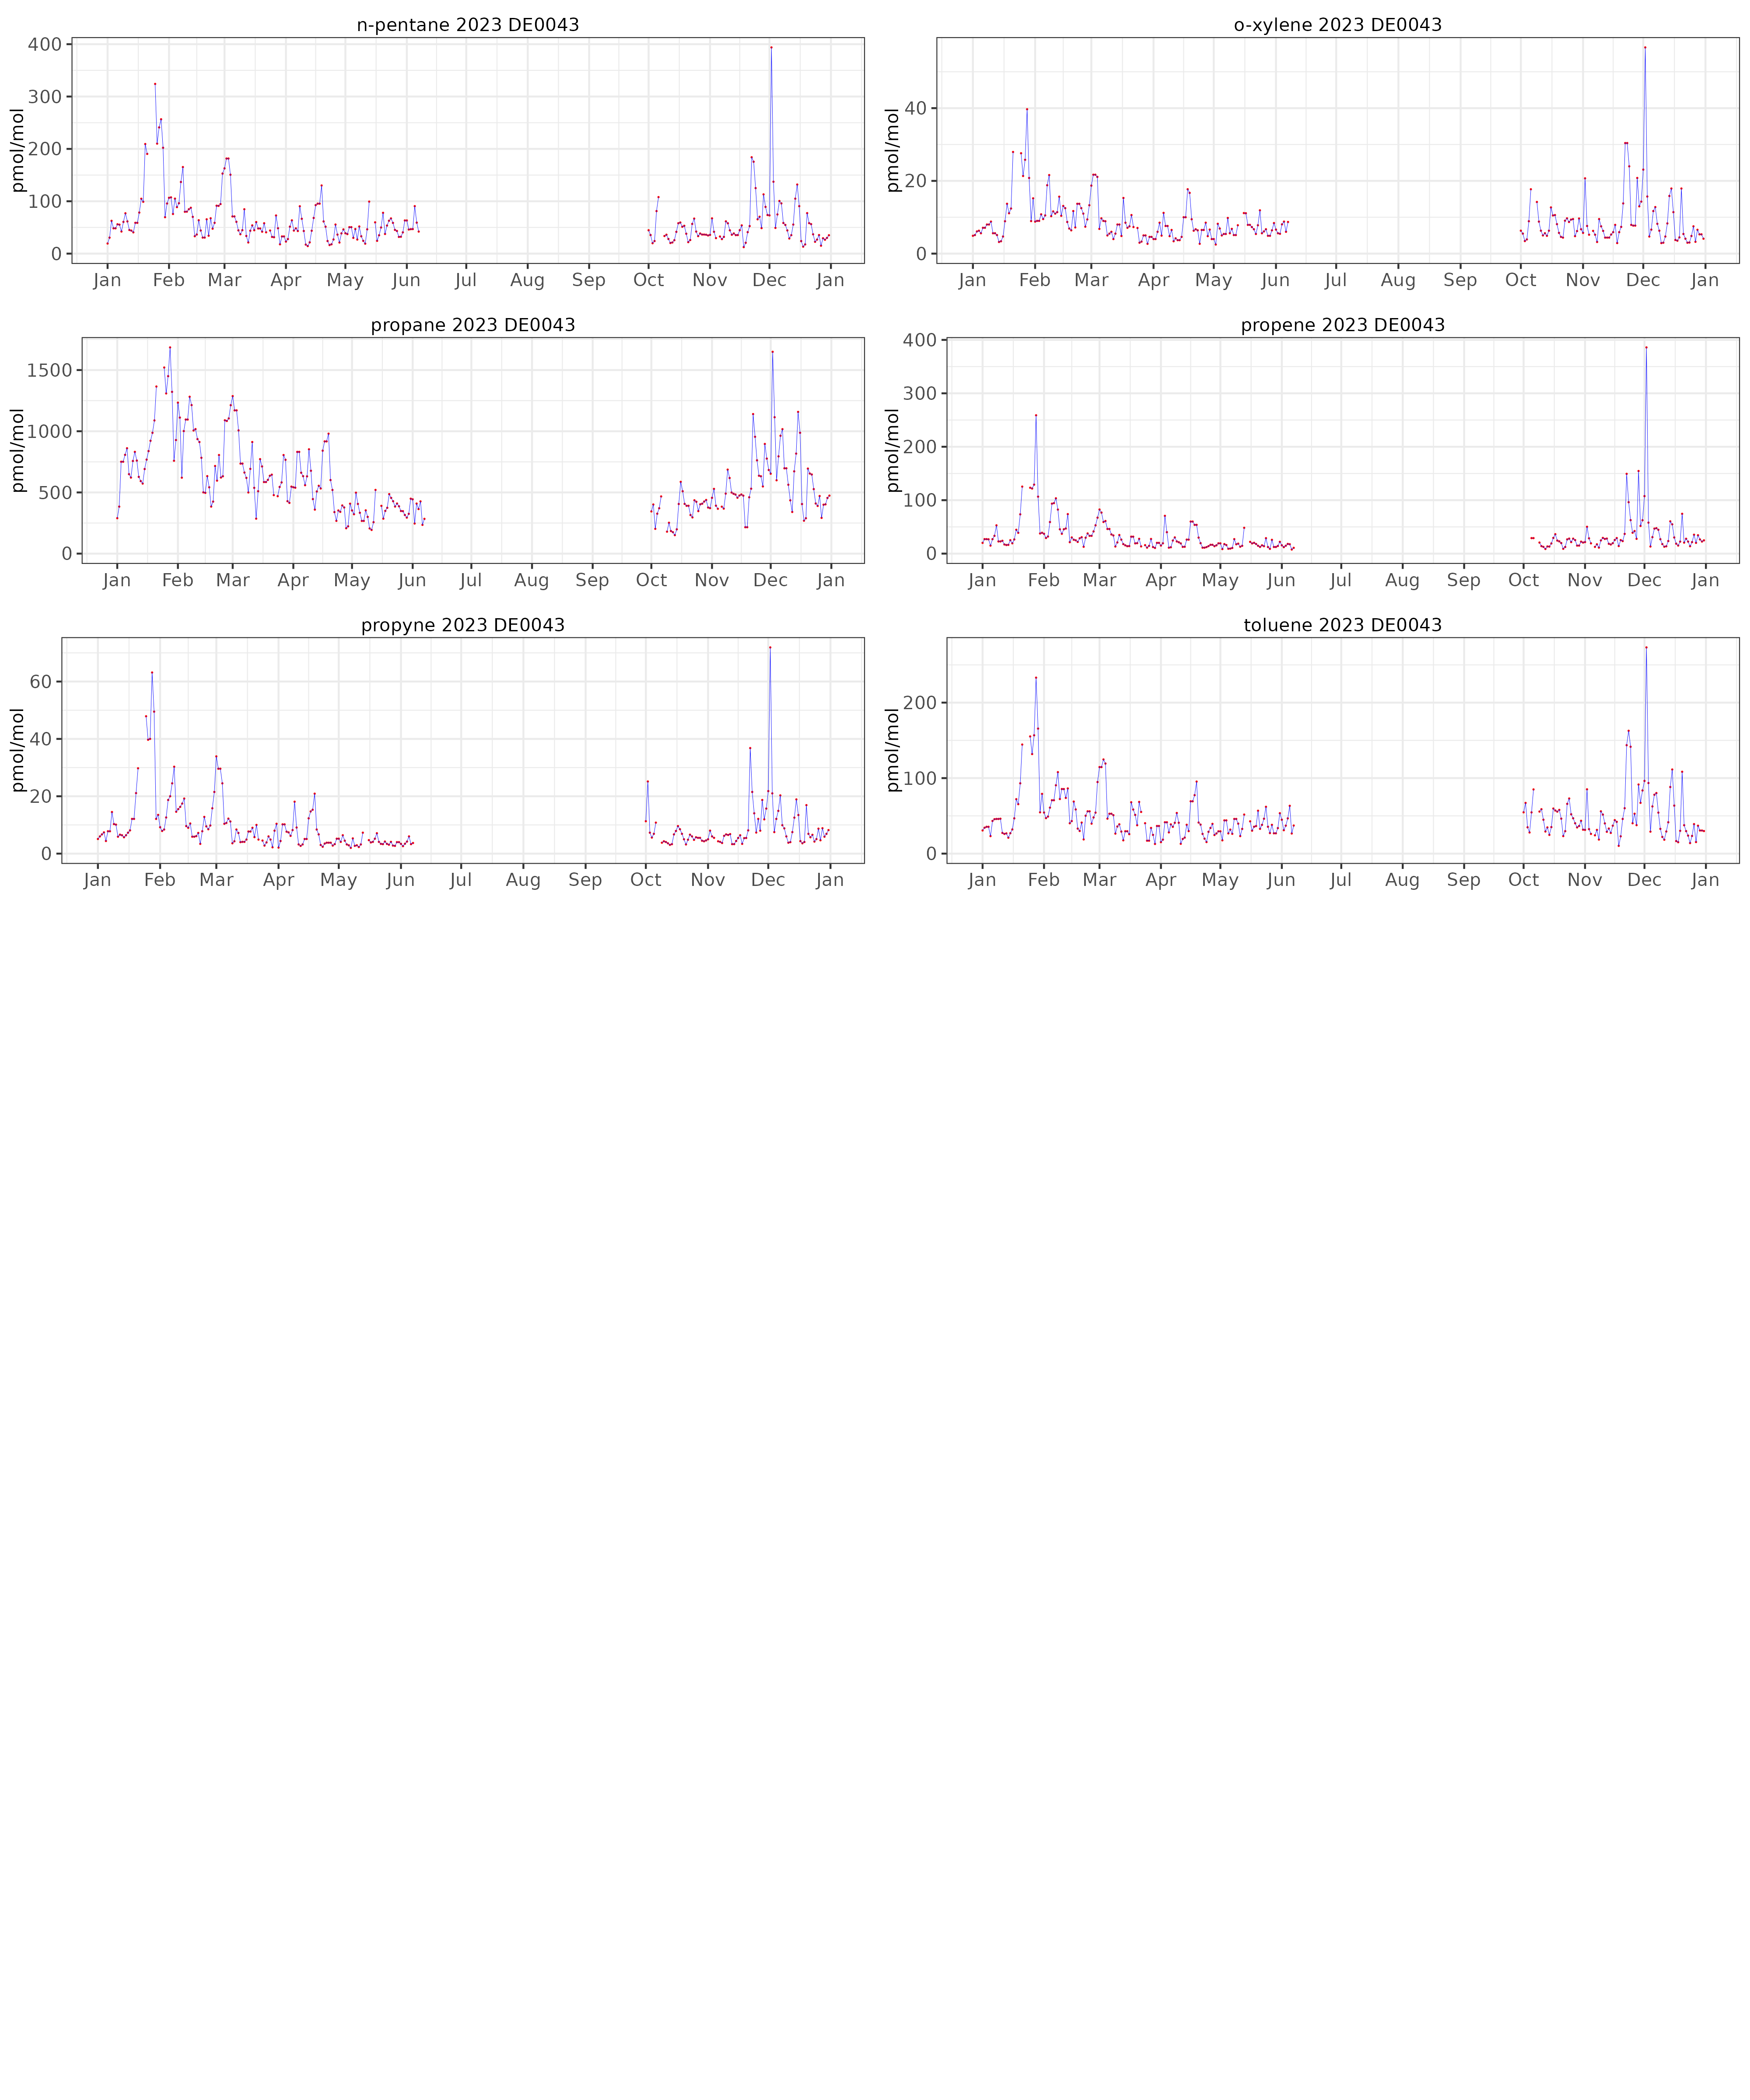 n-pentane 2023 DE0043
pmol/mol
400
300
200
100
0
Jan Feb Mar Apr May Jun Jul Aug Sep Oct Nov Dec Jan
o-xylene 2023 DE0043
pmol/mol
40
20
0
Jan Feb Mar Apr May Jun Jul Aug Sep Oct Nov Dec Jan
propane 2023 DE0043
pmol/mol
1500
1000
500
0
Jan Feb Mar Apr May Jun Jul Aug Sep Oct Nov Dec Jan
propene 2023 DE0043
pmol/mol
400
300
200
100
0
Jan Feb Mar Apr May Jun Jul Aug Sep Oct Nov Dec Jan
propyne 2023 DE0043
pmol/mol
60
40
20
0
Jan Feb Mar Apr May Jun Jul Aug Sep Oct Nov Dec Jan
toluene 2023 DE0043
pmol/mol
200
100
0
Jan Feb Mar Apr May Jun Jul Aug Sep Oct Nov Dec Jan